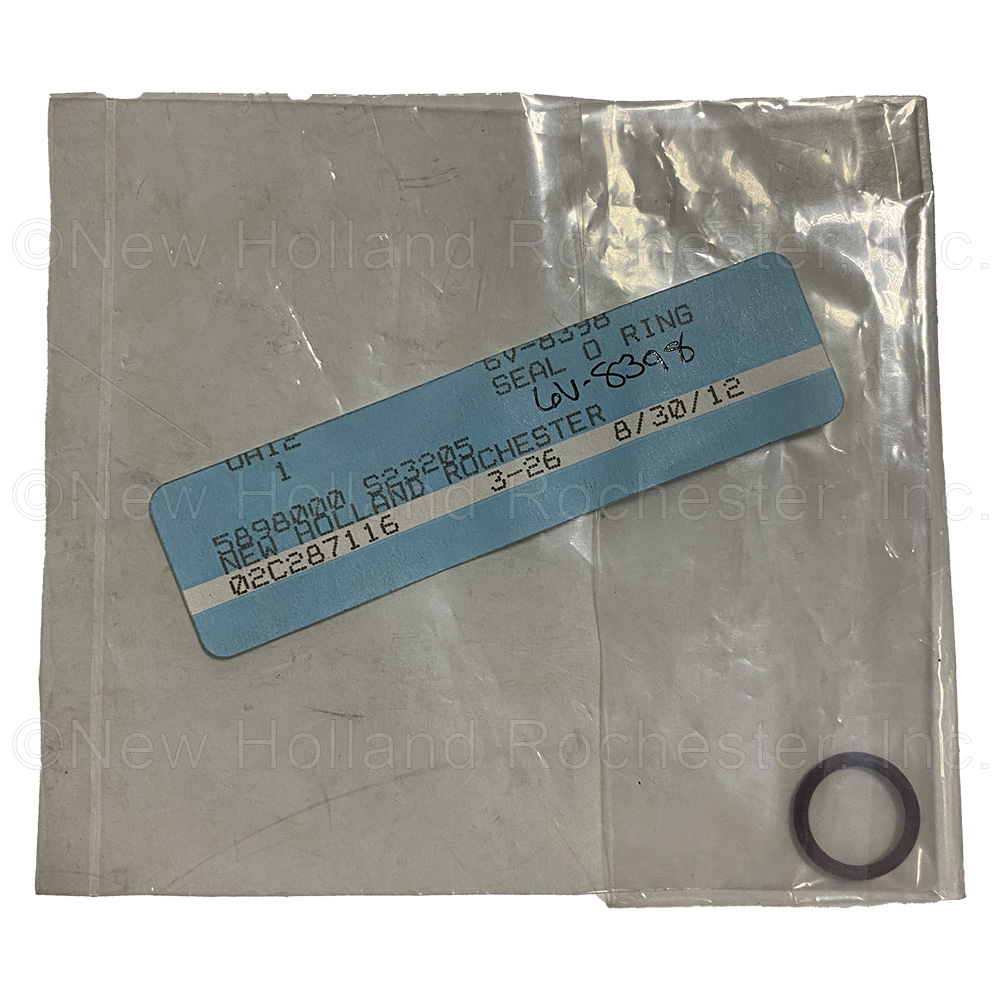 ©New Holland Rochester, Inc.
6V-8398
SEAL O RING
6V-8398
1
5898000 S23205
NEW HOLLAND ROCHESTER
02C287116 3-26 8/30/12
©New Holland Rochester, Inc.
©New Holland Rochester, Inc.